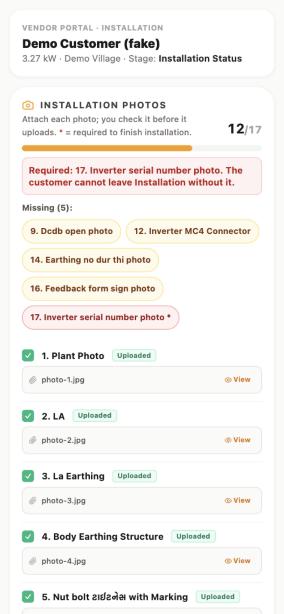 VENDOR PORTAL · INSTALLATION
Demo Customer (fake)
3.27 kW · Demo Village · Stage: Installation Status
INSTALLATION PHOTOS
Attach each photo; you check it before it
uploads. * = required to finish installation.
12/17
Required: 17. Inverter serial number photo. The
customer cannot leave Installation without it.
Missing (5):
9. Dcdb open photo
12. Inverter MC4 Connector
14. Earthing no dur thi photo
16. Feedback form sign photo
17. Inverter serial number photo *
1. Plant Photo Uploaded
photo-1.jpg View
2. LA Uploaded
photo-2.jpg View
3. La Earthing Uploaded
photo-3.jpg View
4. Body Earthing Structure Uploaded
photo-4.jpg View
5. Nut bolt ટાઈટનેસ with Marking Uploaded